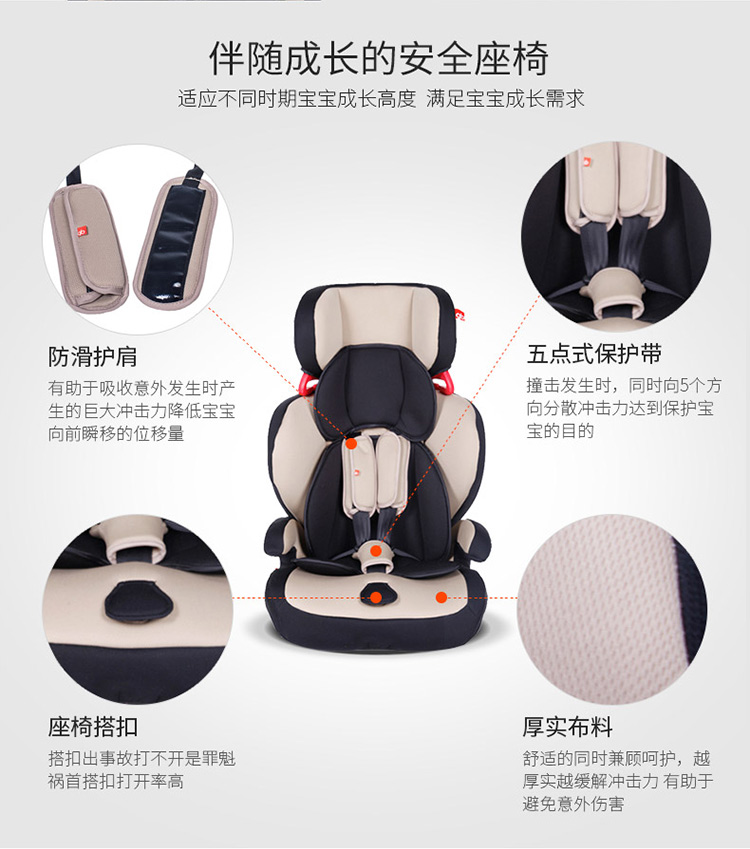 伴随成长的安全座椅
适应不同时期宝宝成长高度 满足宝宝成长需求
防滑护肩
有助于吸收意外发生时产
生的巨大冲击力降低宝宝
向前瞬移的位移量
五点式保护带
撞击发生时，同时向5个方
向分散冲击力达到保护宝
宝的目的
座椅搭扣
搭扣出事故打不开是罪魁
祸首搭扣打开率高
厚实布料
舒适的同时兼顾呵护，越
厚实越缓解冲击力 有助于
避免意外伤害